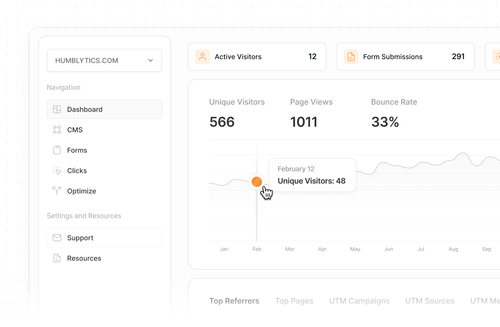 HUMBLYTICS.COM
Navigation
Dashboard
CMS
Forms
Clicks
Optimize
Settings and Resources
Support
Resources
Active Visitors 12
Form Submissions 291
Unique Visitors Page Views Bounce Rate
566 1011 33%
February 12
Unique Visitors: 48
Jan Feb Mar Apr May Jun Jul Aug Sep
Top Referrers Top Pages UTM Campaigns UTM Sources UTM Me